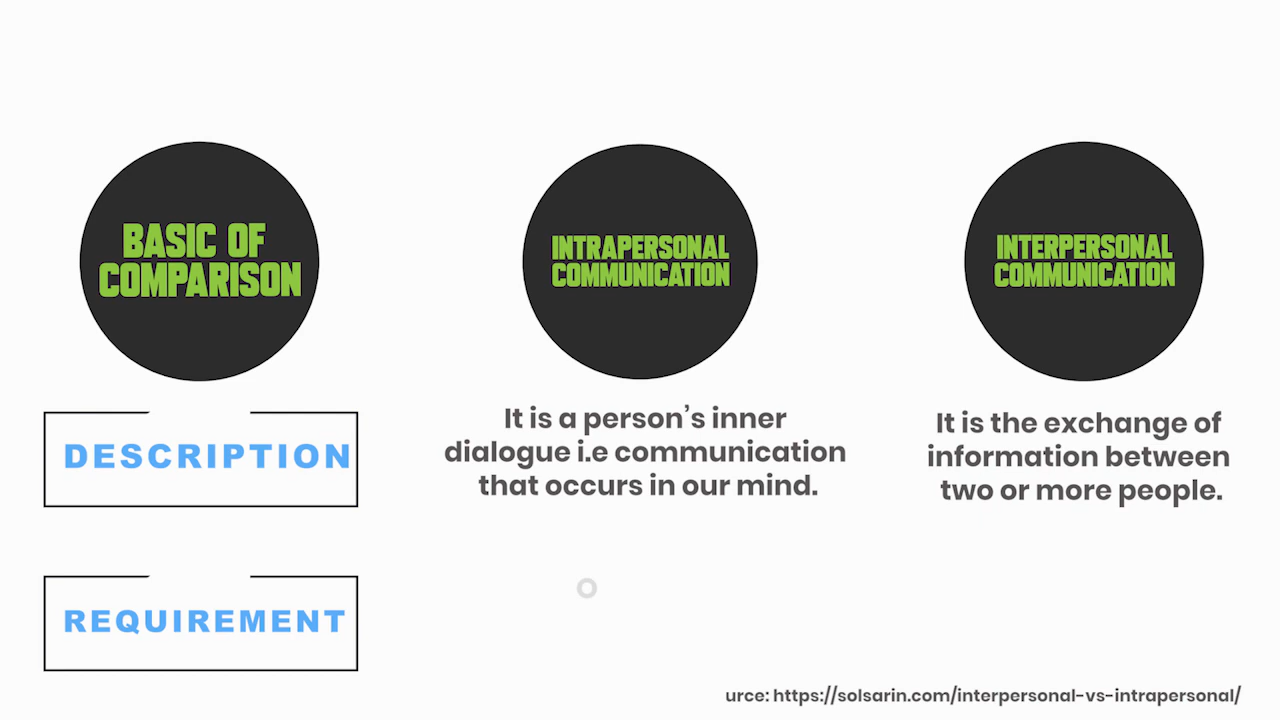 BASIC OF
COMPARISON
INTRAPERSONAL
COMMUNICATION
INTERPERSONAL
COMMUNICATION
DESCRIPTION
It is a person’s inner
dialogue i.e communication
that occurs in our mind.
It is the exchange of
information between
two or more people.
REQUIREMENT
urce: https://solsarin.com/interpersonal-vs-intrapersonal/